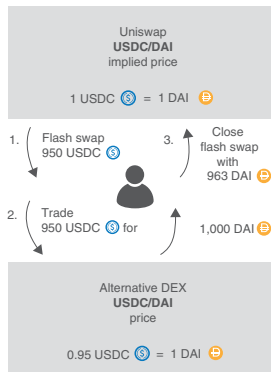 Uniswap
USDC/DAI
implied price
1 USDC = 1 DAI
1. Flash swap
950 USDC
3. Close
flash swap
with
963 DAI
2. Trade
950 USDC for
1,000 DAI
Alternative DEX
USDC/DAI
price
0.95 USDC = 1 DAI